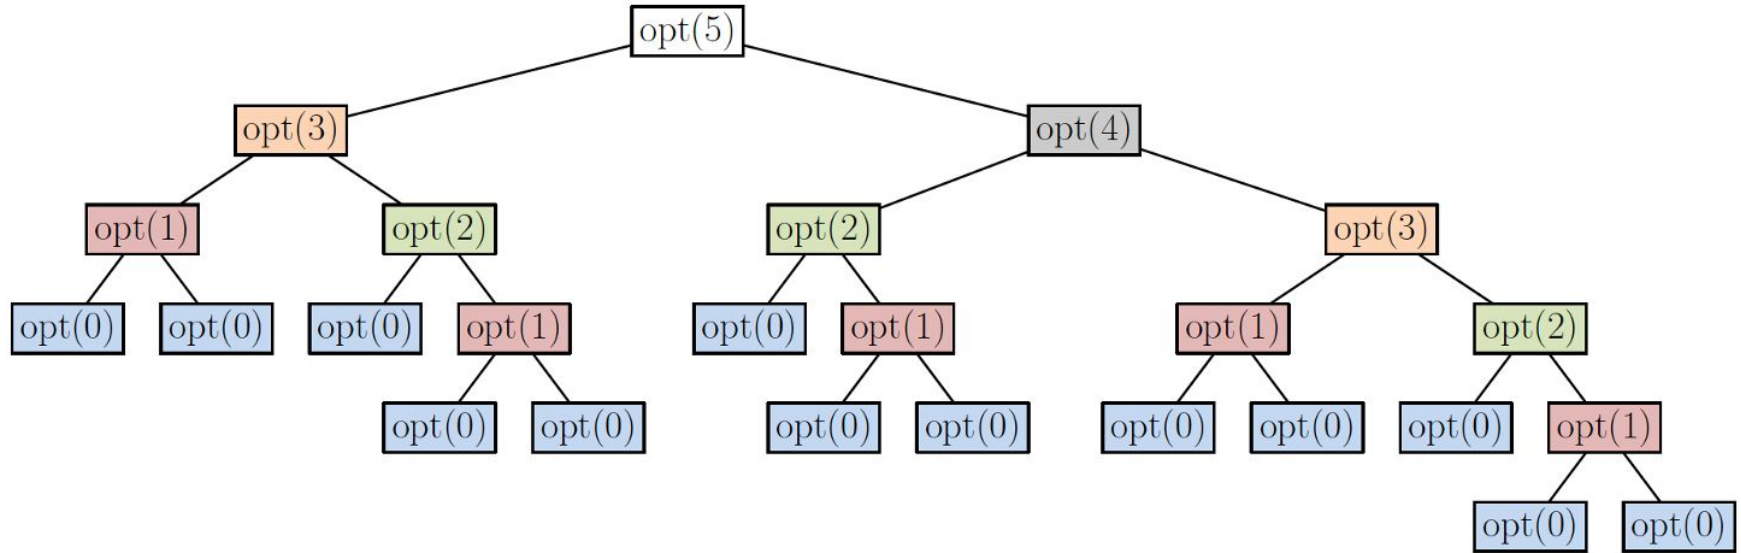 opt(5)
opt(3) opt(4)
opt(1) opt(2) opt(2) opt(3)
opt(0) opt(0) opt(0) opt(1) opt(0) opt(1) opt(1) opt(2)
opt(0) opt(0) opt(0) opt(0) opt(0) opt(0) opt(0) opt(1)
opt(0) opt(0)